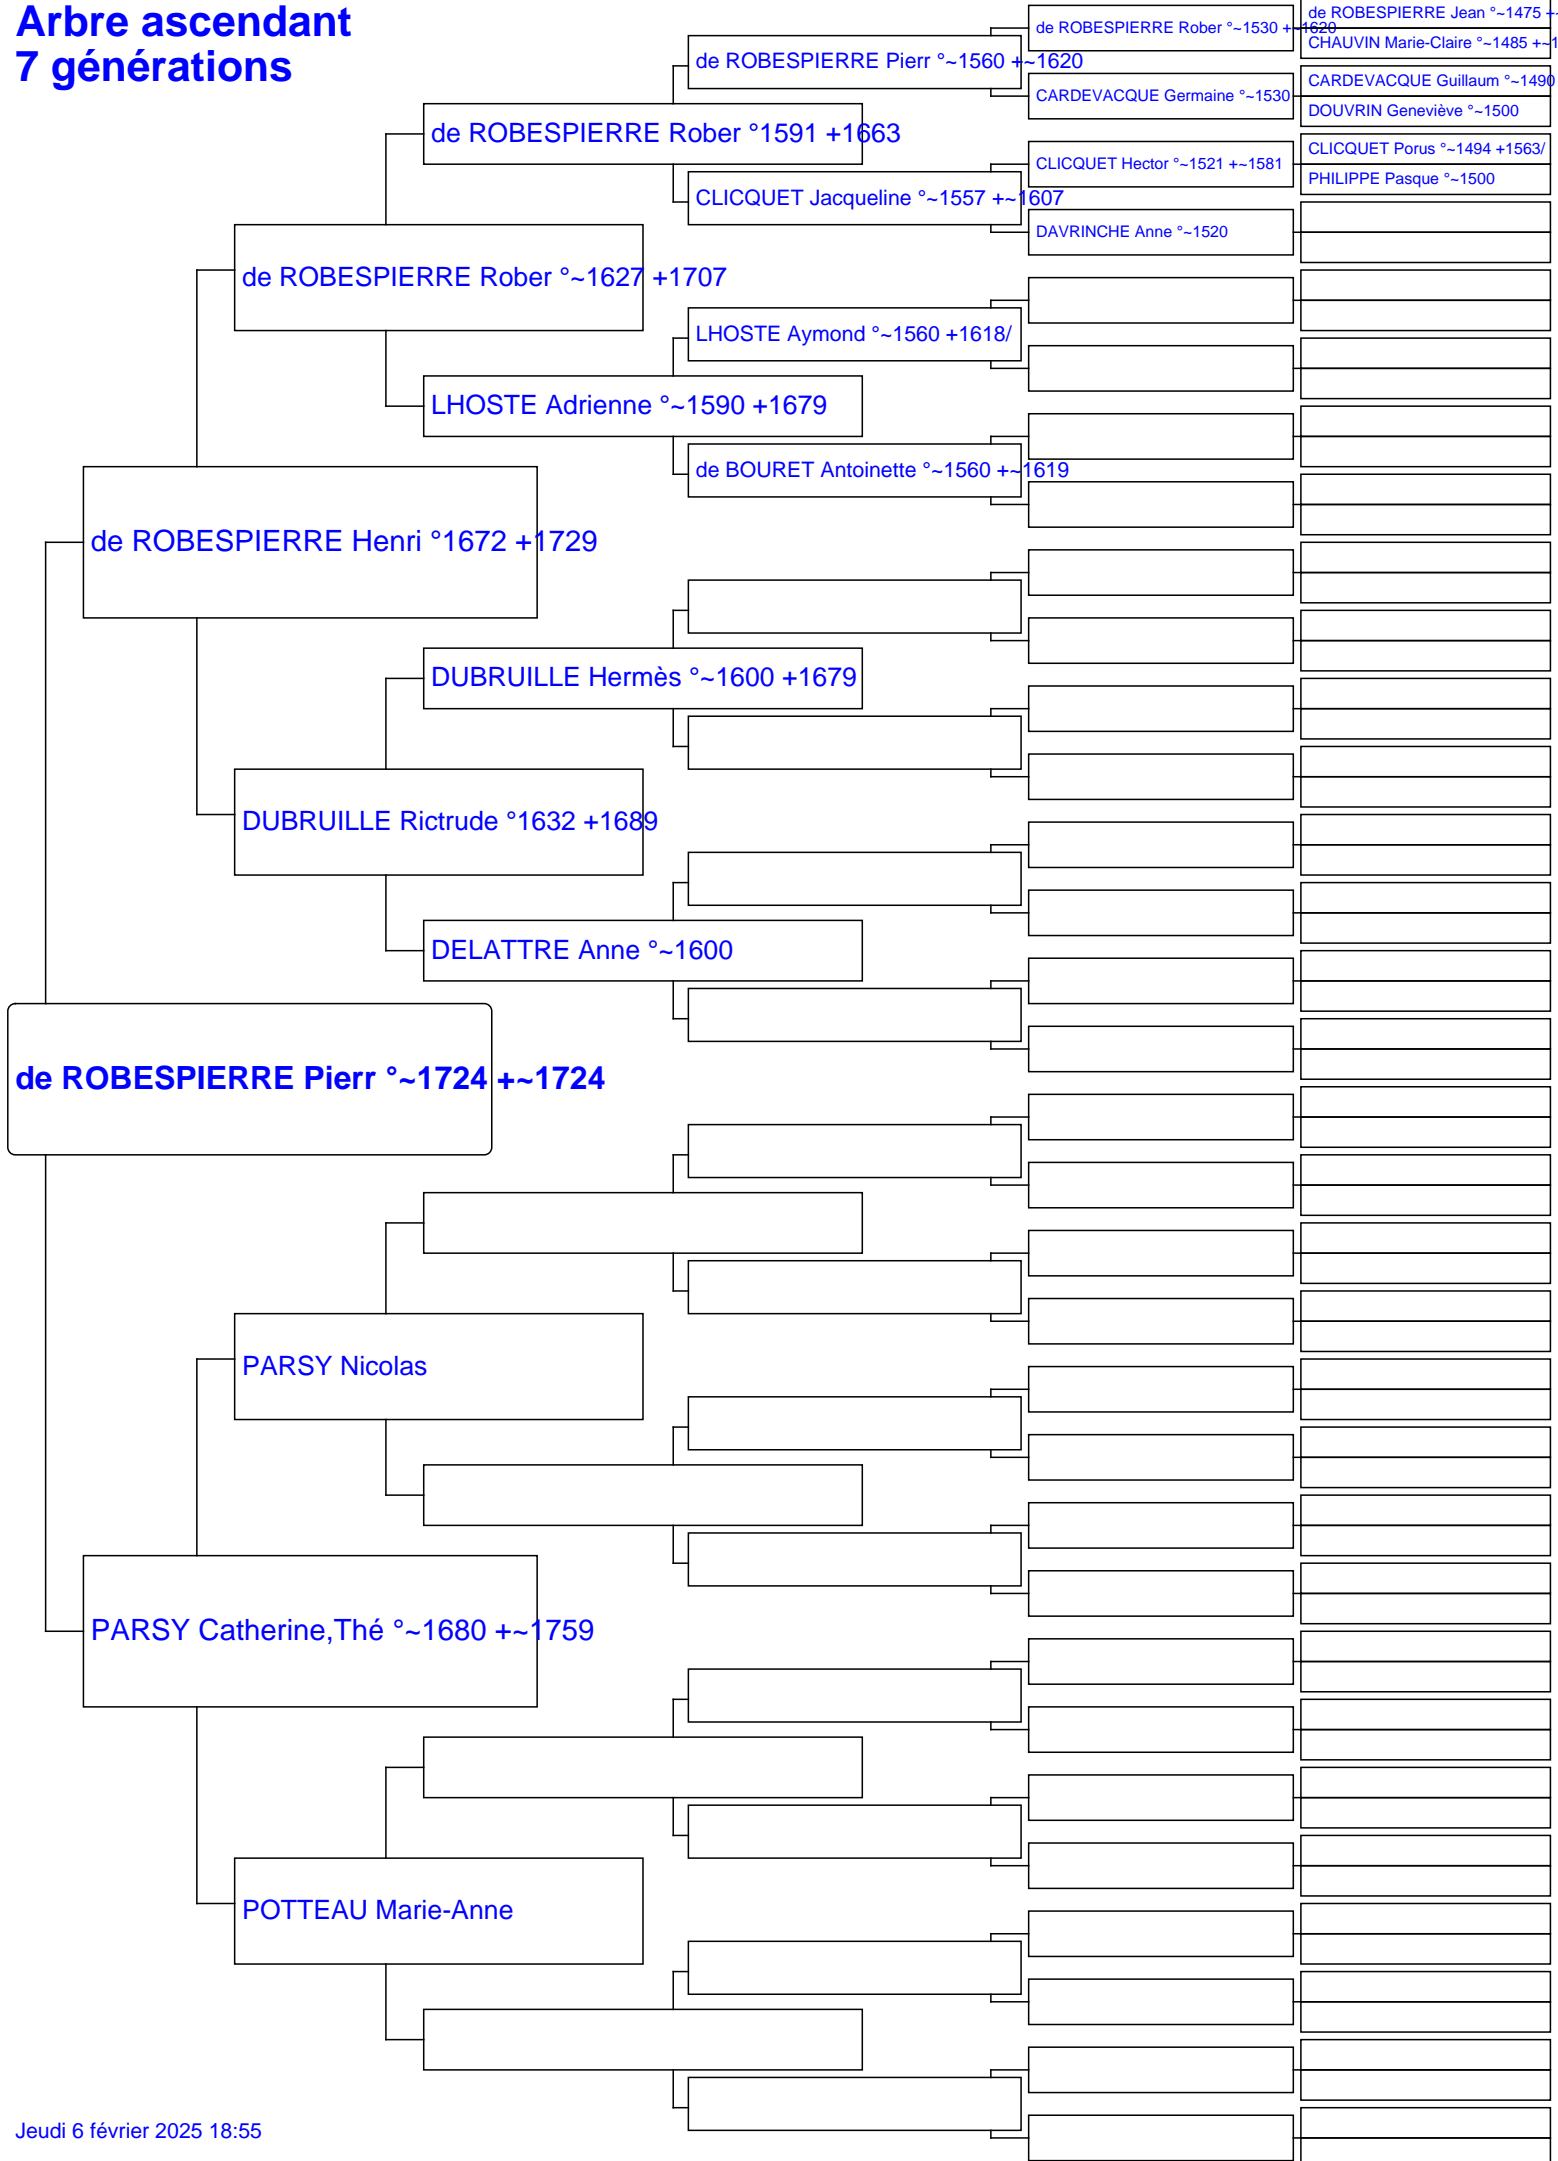 Arbre ascendant
7 générations
de ROBESPIERRE Jean °~1475 +~
de ROBESPIERRE Rober °~1530 +~1620
CHAUVIN Marie-Claire °~1485 +~1
de ROBESPIERRE Pierr °~1560 +~1620
CARDEVACQUE Guillaum °~1490
CARDEVACQUE Germaine °~1530
DOUVRIN Geneviève °~1500
de ROBESPIERRE Rober °1591 +1663
CLICQUET Porus °~1494 +1563/
CLICQUET Hector °~1521 +~1581
PHILIPPE Pasque °~1500
CLICQUET Jacqueline °~1557 +~1607
DAVRINCHE Anne °~1520
de ROBESPIERRE Rober °~1627 +1707
LHOSTE Aymond °~1560 +1618/
LHOSTE Adrienne °~1590 +1679
de BOURET Antoinette °~1560 +~1619
de ROBESPIERRE Henri °1672 +1729
DUBRUILLE Hermès °~1600 +1679
DUBRUILLE Rictrude °1632 +1689
DELATTRE Anne °~1600
de ROBESPIERRE Pierr °~1724 +~1724
PARSY Nicolas
PARSY Catherine,Thé °~1680 +~1759
POTTEAU Marie-Anne
Jeudi 6 février 2025 18:55